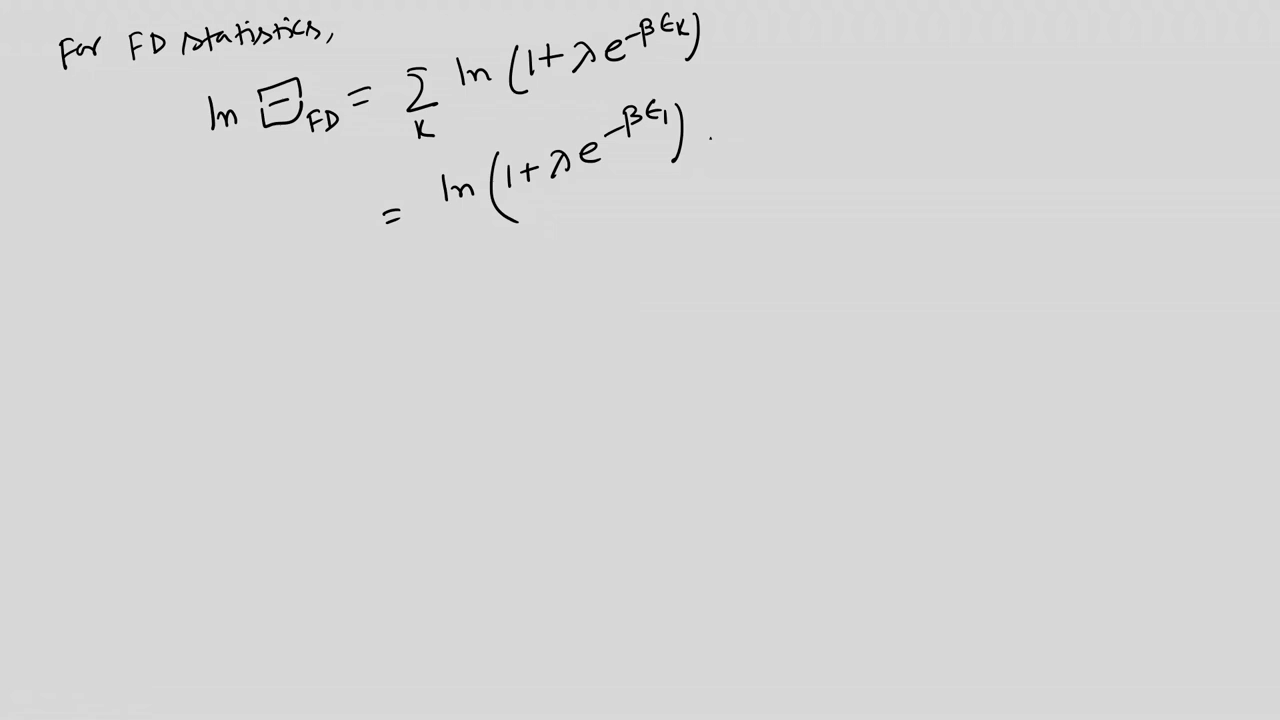 For FD statistics,
ln Ξ_FD = Σ_K ln (1 + λe^{-βϵ_K})
= ln (1 + λe^{-βϵ_1})